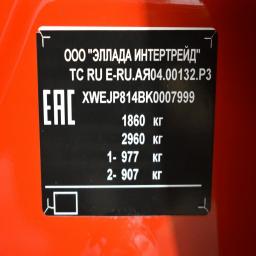 ООО "ЭЛЛАДА ИНТЕРТРЕЙД"
ТС RU E-RU.АЯ04.00132.Р3
EAC
XWEJP814BK0007999
1860 кг
2960 кг
1- 977 кг
2- 907 кг